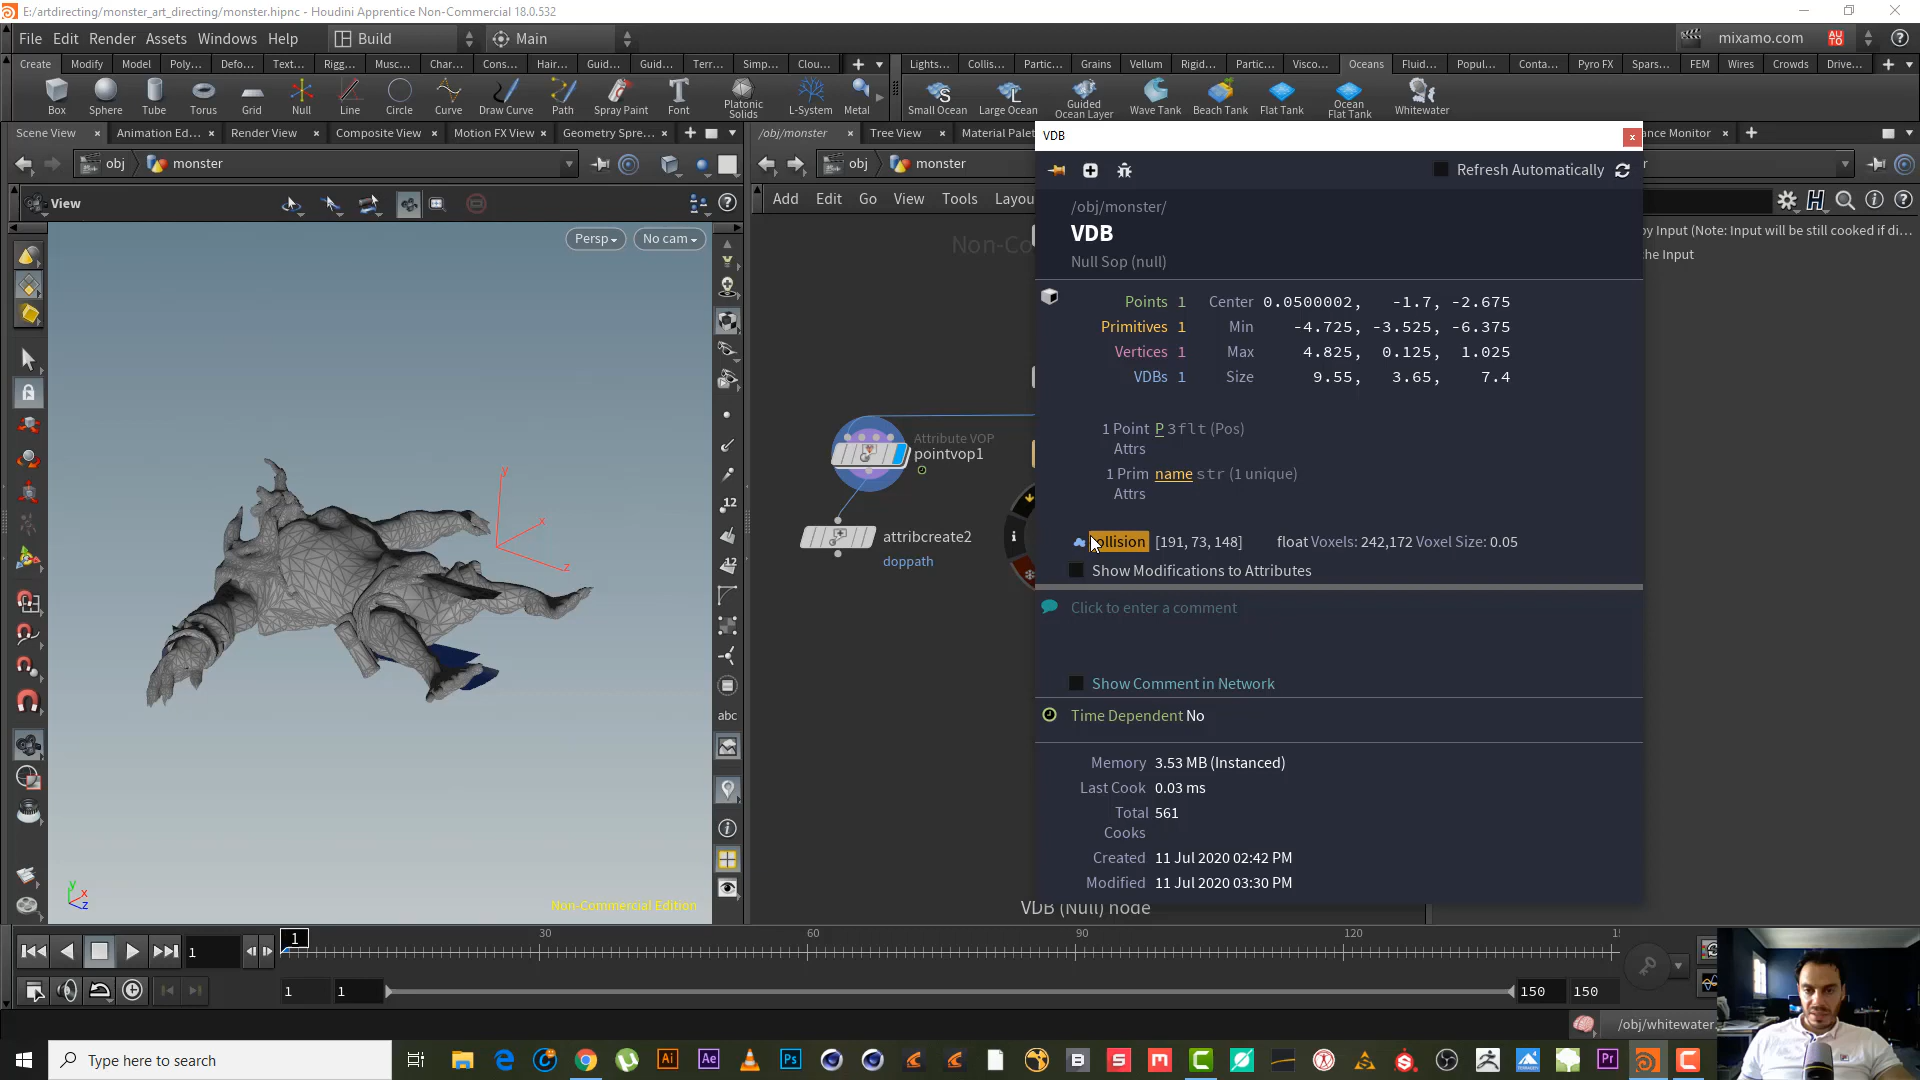 E:/artdirecting/monster_art_directing/monster.hipnc - Houdini Apprentice Non-Commercial 18.0.532
File Edit Render Assets Windows Help Build Main mixamo.com AUTO
Create Modify Model Poly... Defo... Text... Rigg... Musc... Char... Cons... Hair... Guid... Guid... Terr... Simp... Clou... Lights... Collis... Partic... Grains Vellum Rigid... Partic... Visco... Oceans Fluid... Popul... Conta... Pyro FX Spars... FEM Wires Crowds Drive...
Box Sphere Tube Torus Grid Null Line Circle Curve Draw Curve Path Spray Paint Font Platonic Solids L-System Metal Small Ocean Large Ocean Guided Ocean Layer Wave Tank Beach Tank Flat Tank Ocean Flat Tank Whitewater
Scene View Animation Ed... Render View Composite View Motion FX View Geometry Spre... /obj/monster Tree View Material Palet ance Monitor
obj monster obj monster
View Add Edit Go View Tools Layou
Persp No cam
Non-Co
VDB
Refresh Automatically
/obj/monster/
VDB
Null Sop (null)
Points 1 Center 0.0500002, -1.7, -2.675
Primitives 1 Min -4.725, -3.525, -6.375
Vertices 1 Max 4.825, 0.125, 1.025
VDBs 1 Size 9.55, 3.65, 7.4
1 Point Attrs P 3flt (Pos)
1 Prim Attrs name str (1 unique)
ollision [191, 73, 148] float Voxels: 242,172 Voxel Size: 0.05
Show Modifications to Attributes
Click to enter a comment
Show Comment in Network
Time Dependent No
Memory 3.53 MB (Instanced)
Last Cook 0.03 ms
Total Cooks 561
Created 11 Jul 2020 02:42 PM
Modified 11 Jul 2020 03:30 PM
VDB (Null) node
by Input (Note: Input will be still cooked if di...
he Input
Attribute VOP
pointvop1
attribcreate2
doppath
y
x
z
12
12
abc
y
x
z
Non-Commercial Edition
1 1 30 60 90 120
1 1 150 150
/obj/whitewater
Type here to search